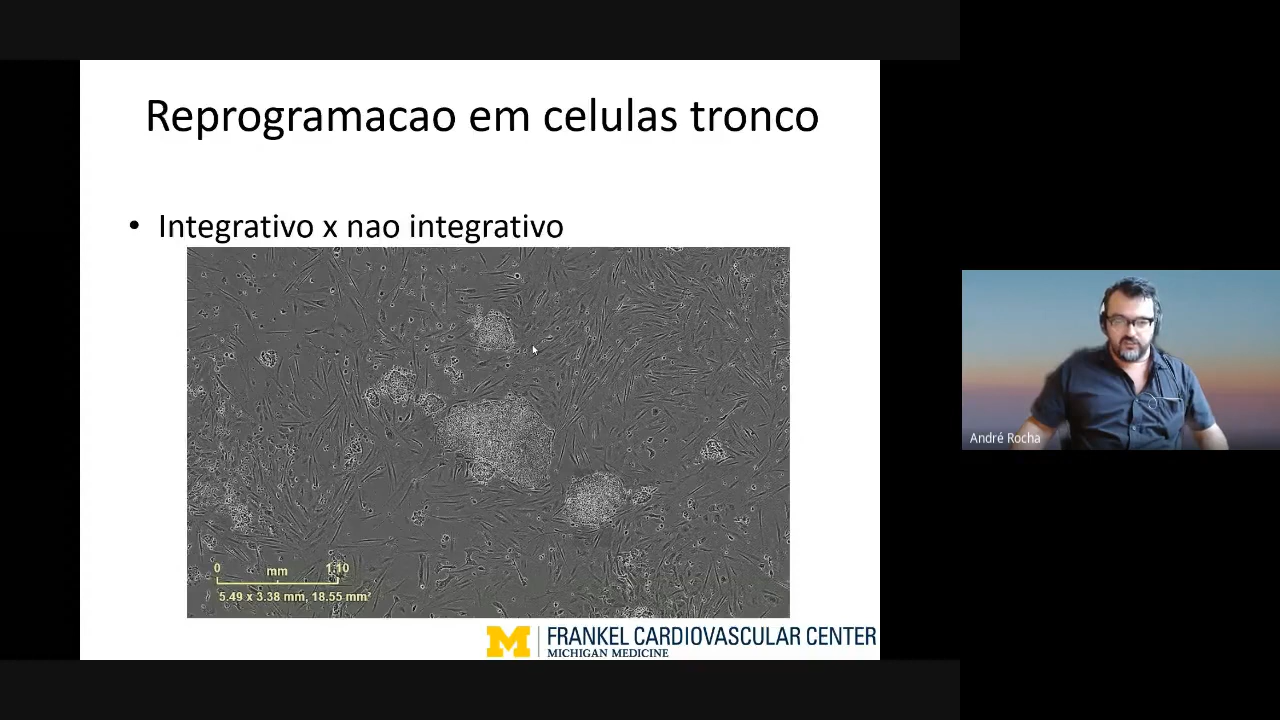 Reprogramacao em celulas tronco
• Integrativo x nao integrativo
0 mm 1.10
5.49 x 3.38 mm, 18.55 mm²
M FRANKEL CARDIOVASCULAR CENTER
MICHIGAN MEDICINE
André Rocha